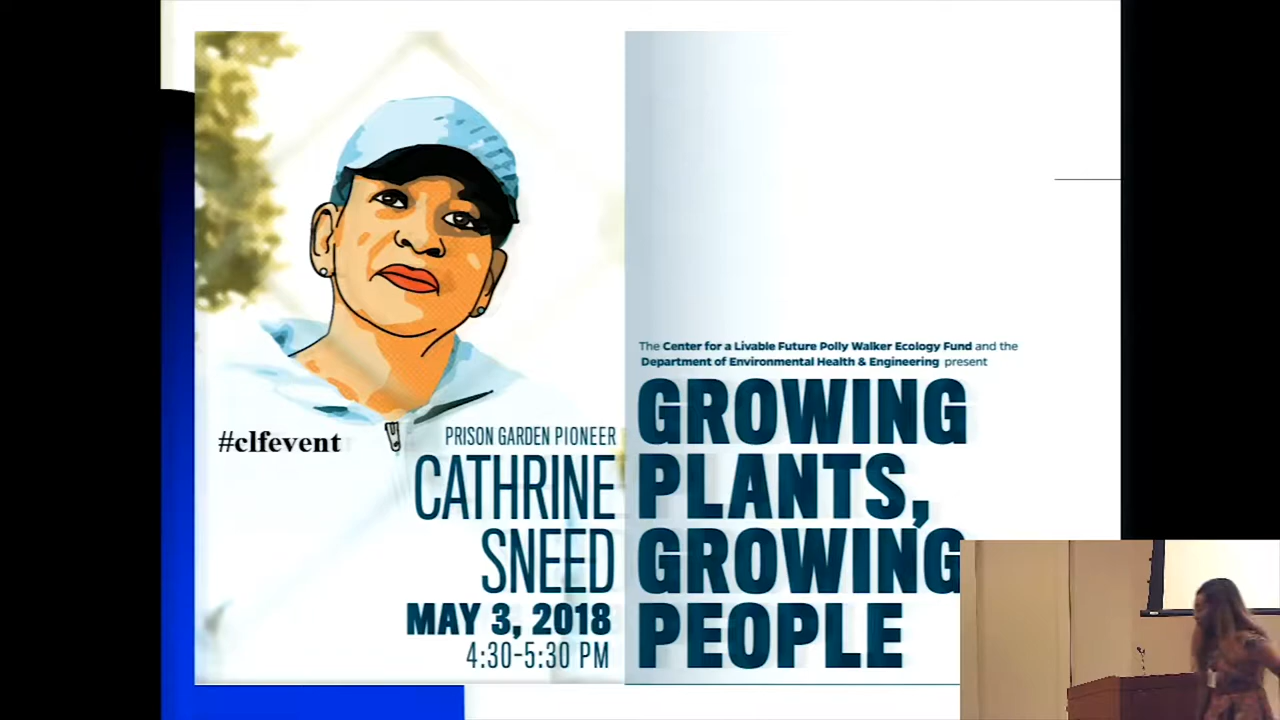 #clfevent
PRISON GARDEN PIONEER
CATHRINE
SNEED
MAY 3, 2018
4:30-5:30 PM
The Center for a Livable Future Polly Walker Ecology Fund and the
Department of Environmental Health & Engineering present
GROWING
PLANTS,
GROWING
PEOPLE